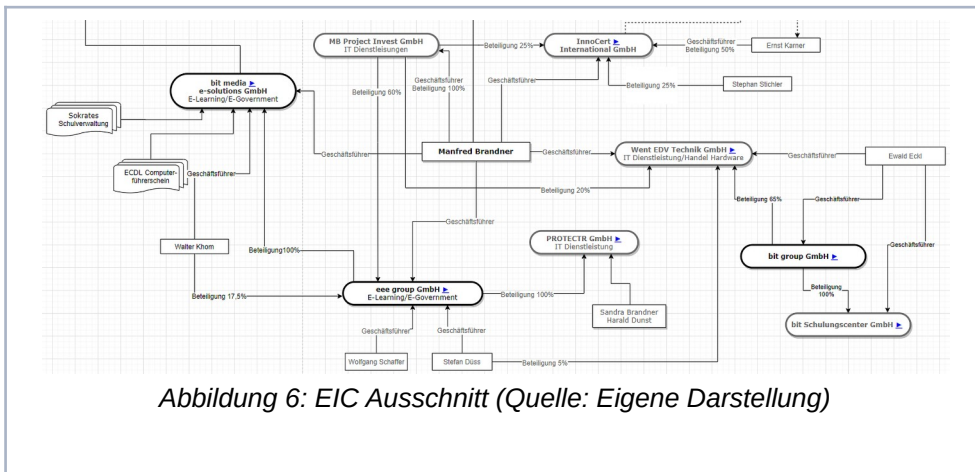 MB Project Invest GmbH
IT Dienstleisungen
Beteiligung 25%
InnoCert ▶
International GmbH
Geschäftsführer
Beteiligung 50%
Ernst Karner
bit media ▶
e-solutions GmbH
E-Learning/E-Government
Geschäftsführer
Beteiligung 100%
Beteiligung 60%
Geschäftsführer
Beteiligung 25%
Stephan Stichler
Sokrates
Schulverwaltung
Manfred Brandner
Geschäftsführer
Geschäftsführer
Went EDV Technik GmbH ▶
IT Dienstleistung/Handel Hardware
Geschäftsführer
Ewald Eckl
ECDL Computer-
führerschein
Geschäftsführer
Beteiligung 20%
Beteiligung 65%
Geschäftsführer
Geschäftsführer
Walter Khom
Beteiligung100%
PROTECTR GmbH ▶
IT Dienstleistung
Geschäftsführer
bit group GmbH ▶
Beteiligung 17,5%
eee group GmbH ▶
E-Learning/E-Government
Beteiligung 100%
Beteiligung
100%
Sandra Brandner
Harald Dunst
bit Schulungscenter GmbH ▶
Geschäftsführer
Geschäftsführer
Wolfgang Schaffer
Stefan Düss
Beteiligung 5%
Abbildung 6: EIC Ausschnitt (Quelle: Eigene Darstellung)